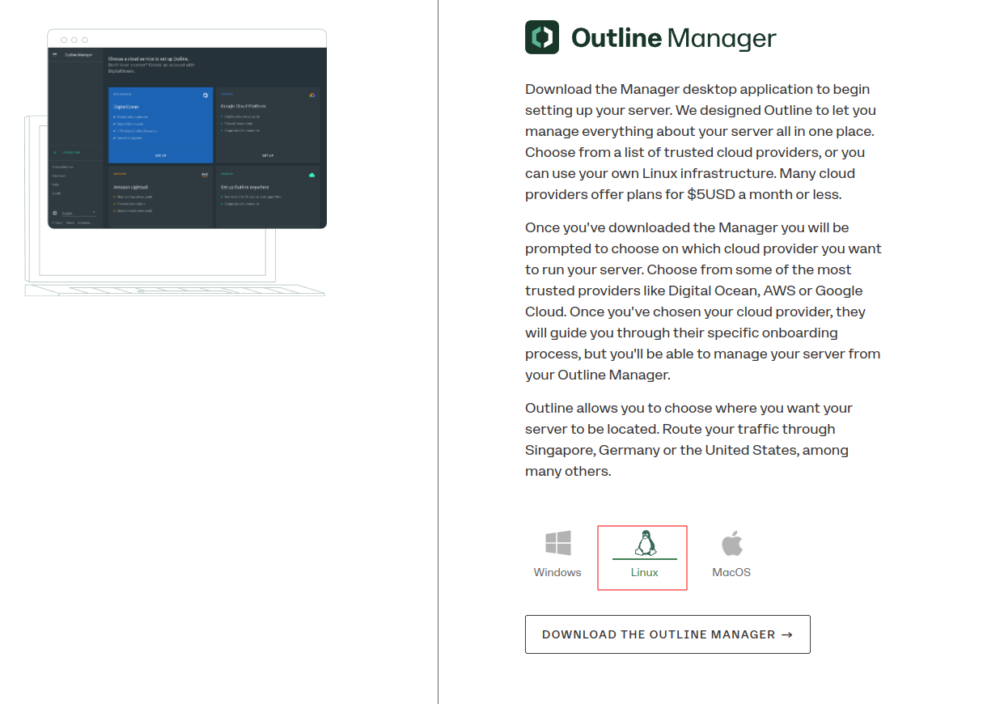 Outline Manager
Choose a cloud service to set up Outline.
DigitalOcean.
DigitalOcean
Google Cloud Platform
SET UP
SET UP
Amazon Lightsail
Set up Outline anywhere
Outline Manager
Download the Manager desktop application to begin
setting up your server. We designed Outline to let you
manage everything about your server all in one place.
Choose from a list of trusted cloud providers, or you
can use your own Linux infrastructure. Many cloud
providers offer plans for $5USD a month or less.
Once you've downloaded the Manager you will be
prompted to choose on which cloud provider you want
to run your server. Choose from some of the most
trusted providers like Digital Ocean, AWS or Google
Cloud. Once you've chosen your cloud provider, they
will guide you through their specific onboarding
process, but you'll be able to manage your server from
your Outline Manager.
Outline allows you to choose where you want your
server to be located. Route your traffic through
Singapore, Germany or the United States, among
many others.
Windows
Linux
MacOS
DOWNLOAD THE OUTLINE MANAGER →